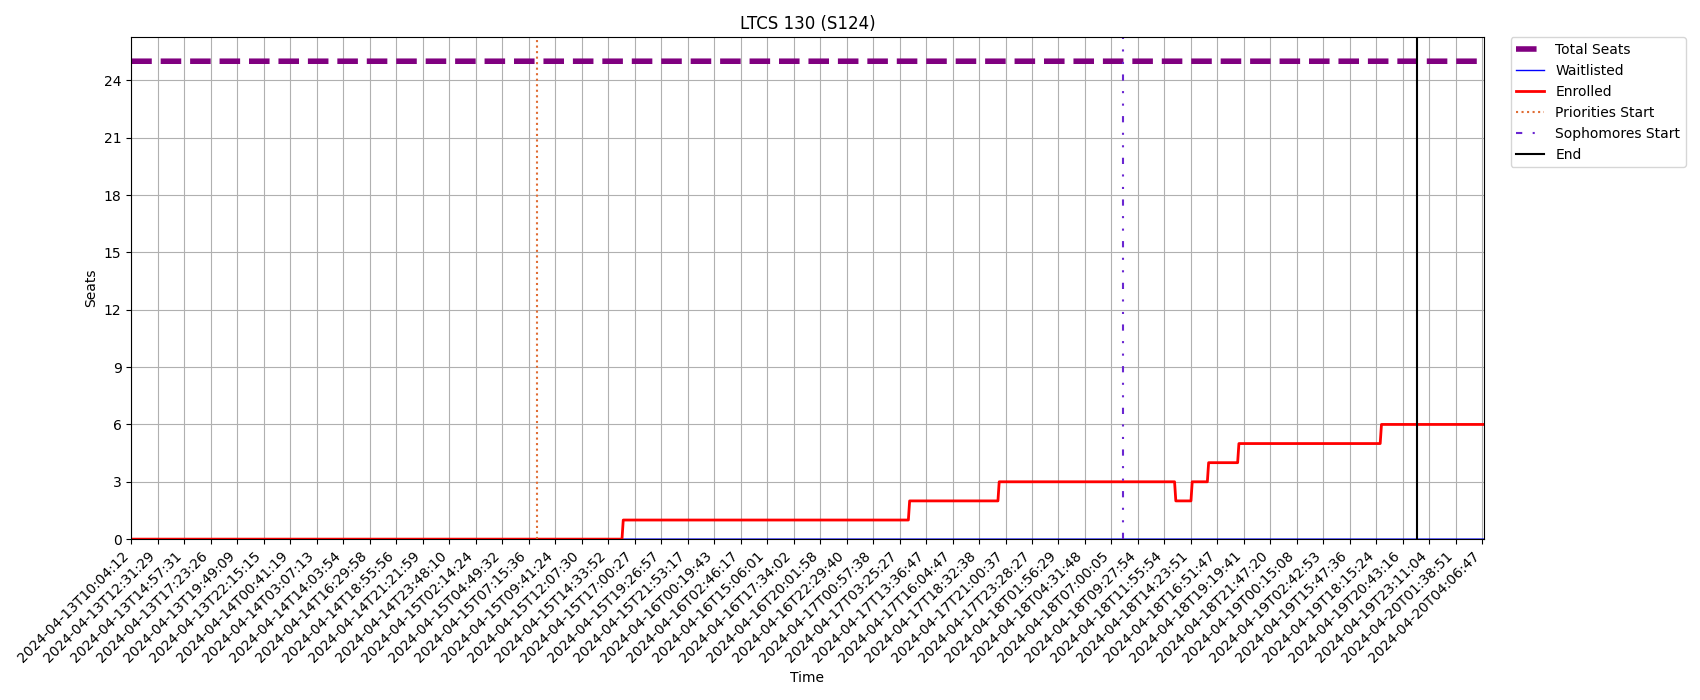 LTCS 130 (S124)
Total Seats
Waitlisted
Enrolled
Priorities Start
Sophomores Start
End
Seats
24
21
18
15
12
9
6
3
0
2024-04-13T10:04:12
2024-04-13T12:31:29
2024-04-13T14:57:31
2024-04-13T17:23:26
2024-04-13T19:49:09
2024-04-13T22:15:15
2024-04-14T00:41:19
2024-04-14T03:07:13
2024-04-14T14:03:54
2024-04-14T16:29:58
2024-04-14T18:55:56
2024-04-14T21:21:59
2024-04-14T23:48:10
2024-04-15T02:14:24
2024-04-15T04:49:32
2024-04-15T07:15:36
2024-04-15T09:41:24
2024-04-15T12:07:30
2024-04-15T14:33:52
2024-04-15T17:00:27
2024-04-15T19:26:57
2024-04-15T21:53:17
2024-04-16T00:19:43
2024-04-16T02:46:17
2024-04-16T15:06:01
2024-04-16T17:34:02
2024-04-16T20:01:58
2024-04-16T22:29:40
2024-04-17T00:57:38
2024-04-17T03:25:27
2024-04-17T13:36:47
2024-04-17T16:04:47
2024-04-17T18:32:38
2024-04-17T21:00:37
2024-04-17T23:28:27
2024-04-18T01:56:29
2024-04-18T04:31:48
2024-04-18T07:00:05
2024-04-18T09:27:54
2024-04-18T11:55:54
2024-04-18T14:23:51
2024-04-18T16:51:47
2024-04-18T19:19:41
2024-04-18T21:47:20
2024-04-19T00:15:08
2024-04-19T02:42:53
2024-04-19T15:47:36
2024-04-19T18:15:24
2024-04-19T20:43:16
2024-04-19T23:11:04
2024-04-20T01:38:51
2024-04-20T04:06:47
Time